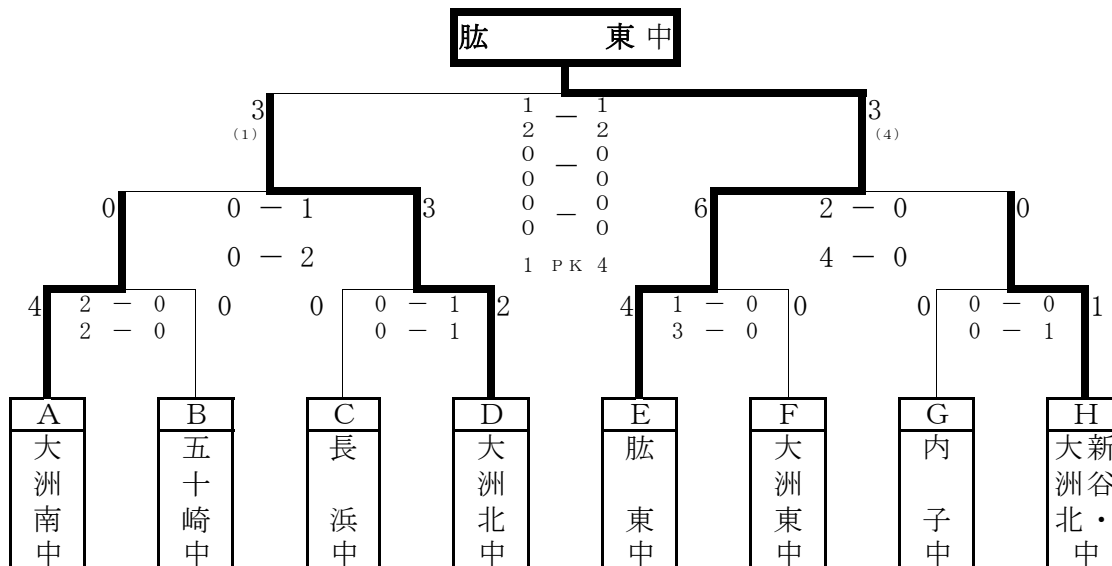 肱東中
3 1 － 1 3
(1) 2 2 (4)
0 － 0
0 0
0 0 － 1 3 0 － 0 6 2 － 0 0
0 0
0 － 2 4 － 0
1 PK 4
4 2 － 0 0 0 0 － 1 2 4 1 － 0 0 0 0 － 0 1
2 － 0 0 － 1 3 － 0 0 － 1
A B C D E F G H
大洲南中
五十崎中
長浜中
大洲北中
肱東中
大洲東中
内子中
新谷・
大洲北中